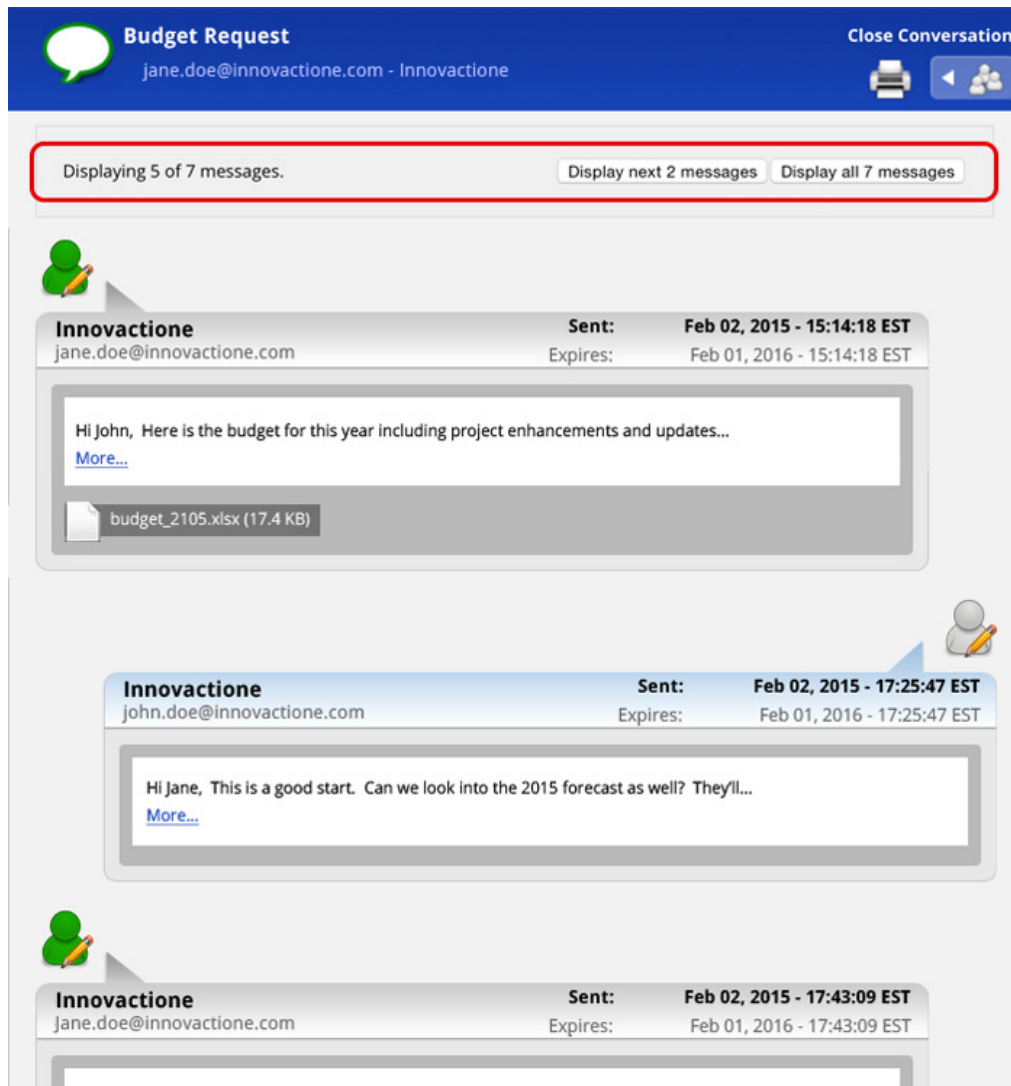 Budget Request
Close Conversation
jane.doe@innovactione.com - Innovactione
Displaying 5 of 7 messages.
Display next 2 messages
Display all 7 messages
Innovactione
Sent: Feb 02, 2015 - 15:14:18 EST
jane.doe@innovactione.com
Expires: Feb 01, 2016 - 15:14:18 EST
Hi John, Here is the budget for this year including project enhancements and updates...
More...
budget_2105.xlsx (17.4 KB)
Innovactione
Sent: Feb 02, 2015 - 17:25:47 EST
john.doe@innovactione.com
Expires: Feb 01, 2016 - 17:25:47 EST
Hi Jane, This is a good start. Can we look into the 2015 forecast as well? They'll...
More...
Innovactione
Sent: Feb 02, 2015 - 17:43:09 EST
Jane.doe@innovactione.com
Expires: Feb 01, 2016 - 17:43:09 EST